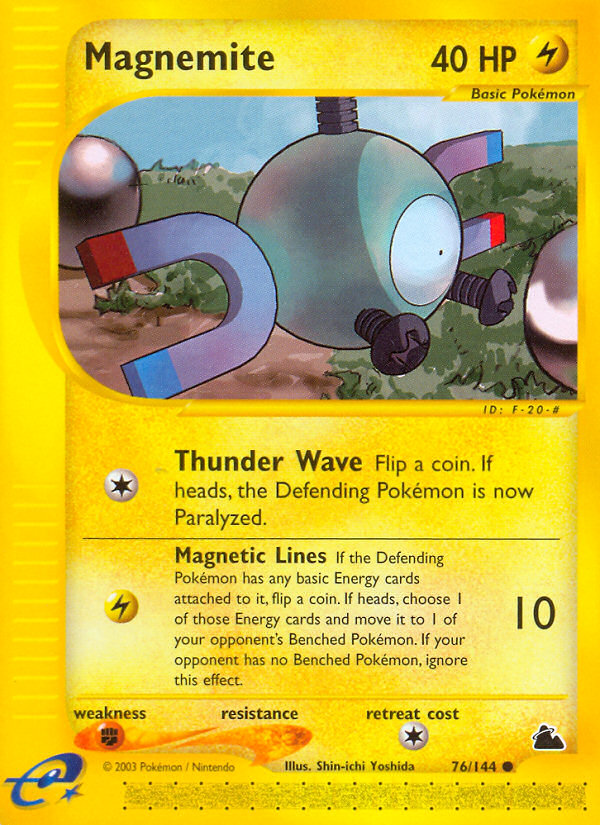 Magnemite 40 HP
Basic Pokémon
ID: F-20-#
Thunder Wave Flip a coin. If
heads, the Defending Pokémon is now
Paralyzed.
Magnetic Lines If the Defending
Pokémon has any basic Energy cards
attached to it, flip a coin. If heads, choose 1
of those Energy cards and move it to 1 of
your opponent's Benched Pokémon. If your
opponent has no Benched Pokémon, ignore
this effect.
10
weakness resistance retreat cost
© 2003 Pokémon / Nintendo Illus. Shin-ichi Yoshida 76/144
e